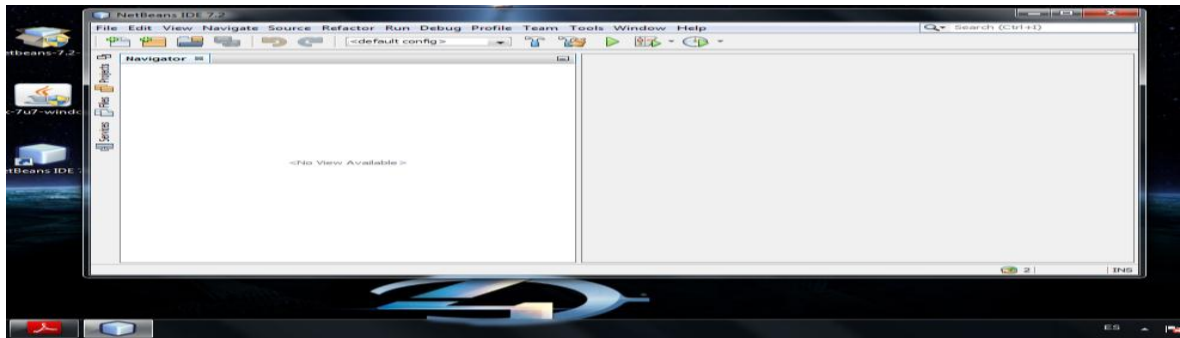 NetBeans IDE 7.2
File Edit View Navigate Source Refactor Run Debug Profile Team Tools Window Help
Search (Ctrl+I)
<default config>
Navigator
Projects
Files
Services
<No View Available>
2
INS
etbeans-7.2-
-7u7-windo
etBeans IDE
ES